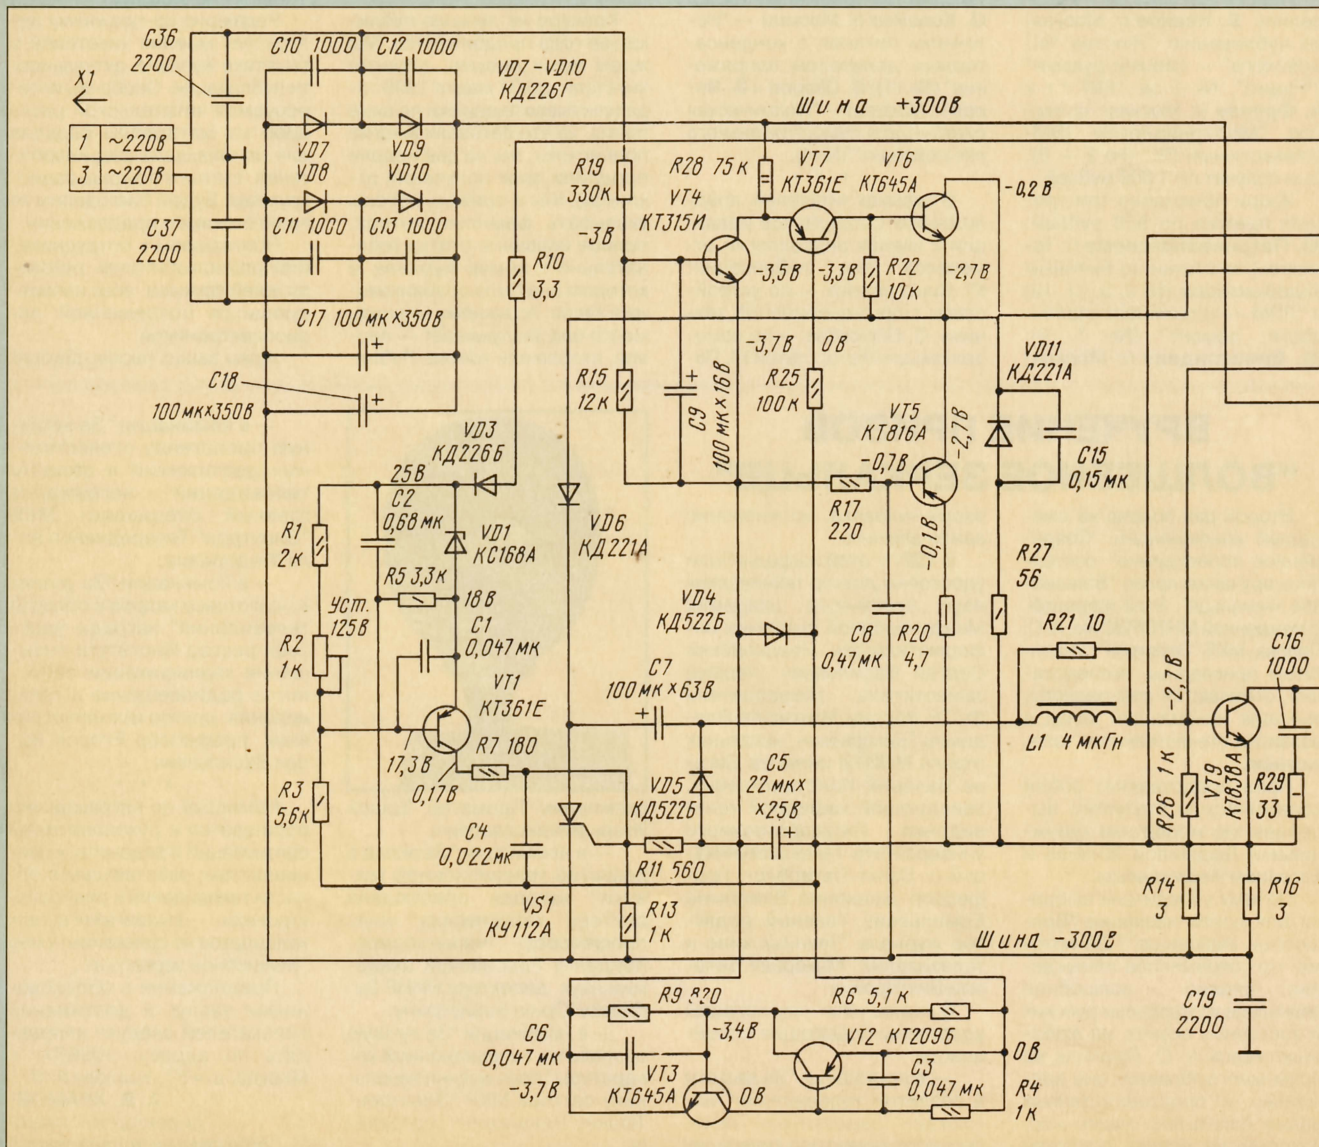 C36
2200
X1
1 ~220В
3 ~220В
C37
2200
C10 1000
C12 1000
VD7-VD10
КД226Г
VD7
VD9
VD8
VD10
C11 1000
C13 1000
C17 100 мк×350В
C18
100мк×350В
Шина +300В
R19
330к
R28 75к
VT7
КТ361Е
VT6
КТ645А
VT4
КТ315И
-0,2В
-3В
R10
3,3
-3,5В
-3,3В
R22
10к
-2,7В
-3,7В
0В
VD11
КД221А
R15
12к
C9
100 мк×16В
R25
100к
VT5
КТ816А
-2,7В
-0,7В
C15
0,15мк
R17
220
-0,1В
VD3
КД226Б
25В
C2
0,68мк
VD1
КС168А
VD6
КД221А
R1
2к
R5 3,3к
18В
Уст.
125В
R2
1к
C1
0,047мк
VT1
КТ361Е
17,3В
0,17В
R7 180
R3
5,6к
C4
0,022мк
VS1
КУ112А
VD4
КД522Б
C7
100мк×63В
C8
0,47мк
R20
4,7
R27
56
R21 10
C16
1000
-2,7В
L1 4мкГн
VD5
КД522Б
C5
22мкх
х25В
R11 560
R13
1к
R26 1к
VT9
КТ838А
R29
33
R14
3
R16
3
Шина -300В
C19
2200
R9 820
R6 5,1к
C6
0,047мк
-3,4В
VT2 КТ209Б
0В
-3,7В
VT3
КТ645А
0В
C3
0,047мк
R4
1к